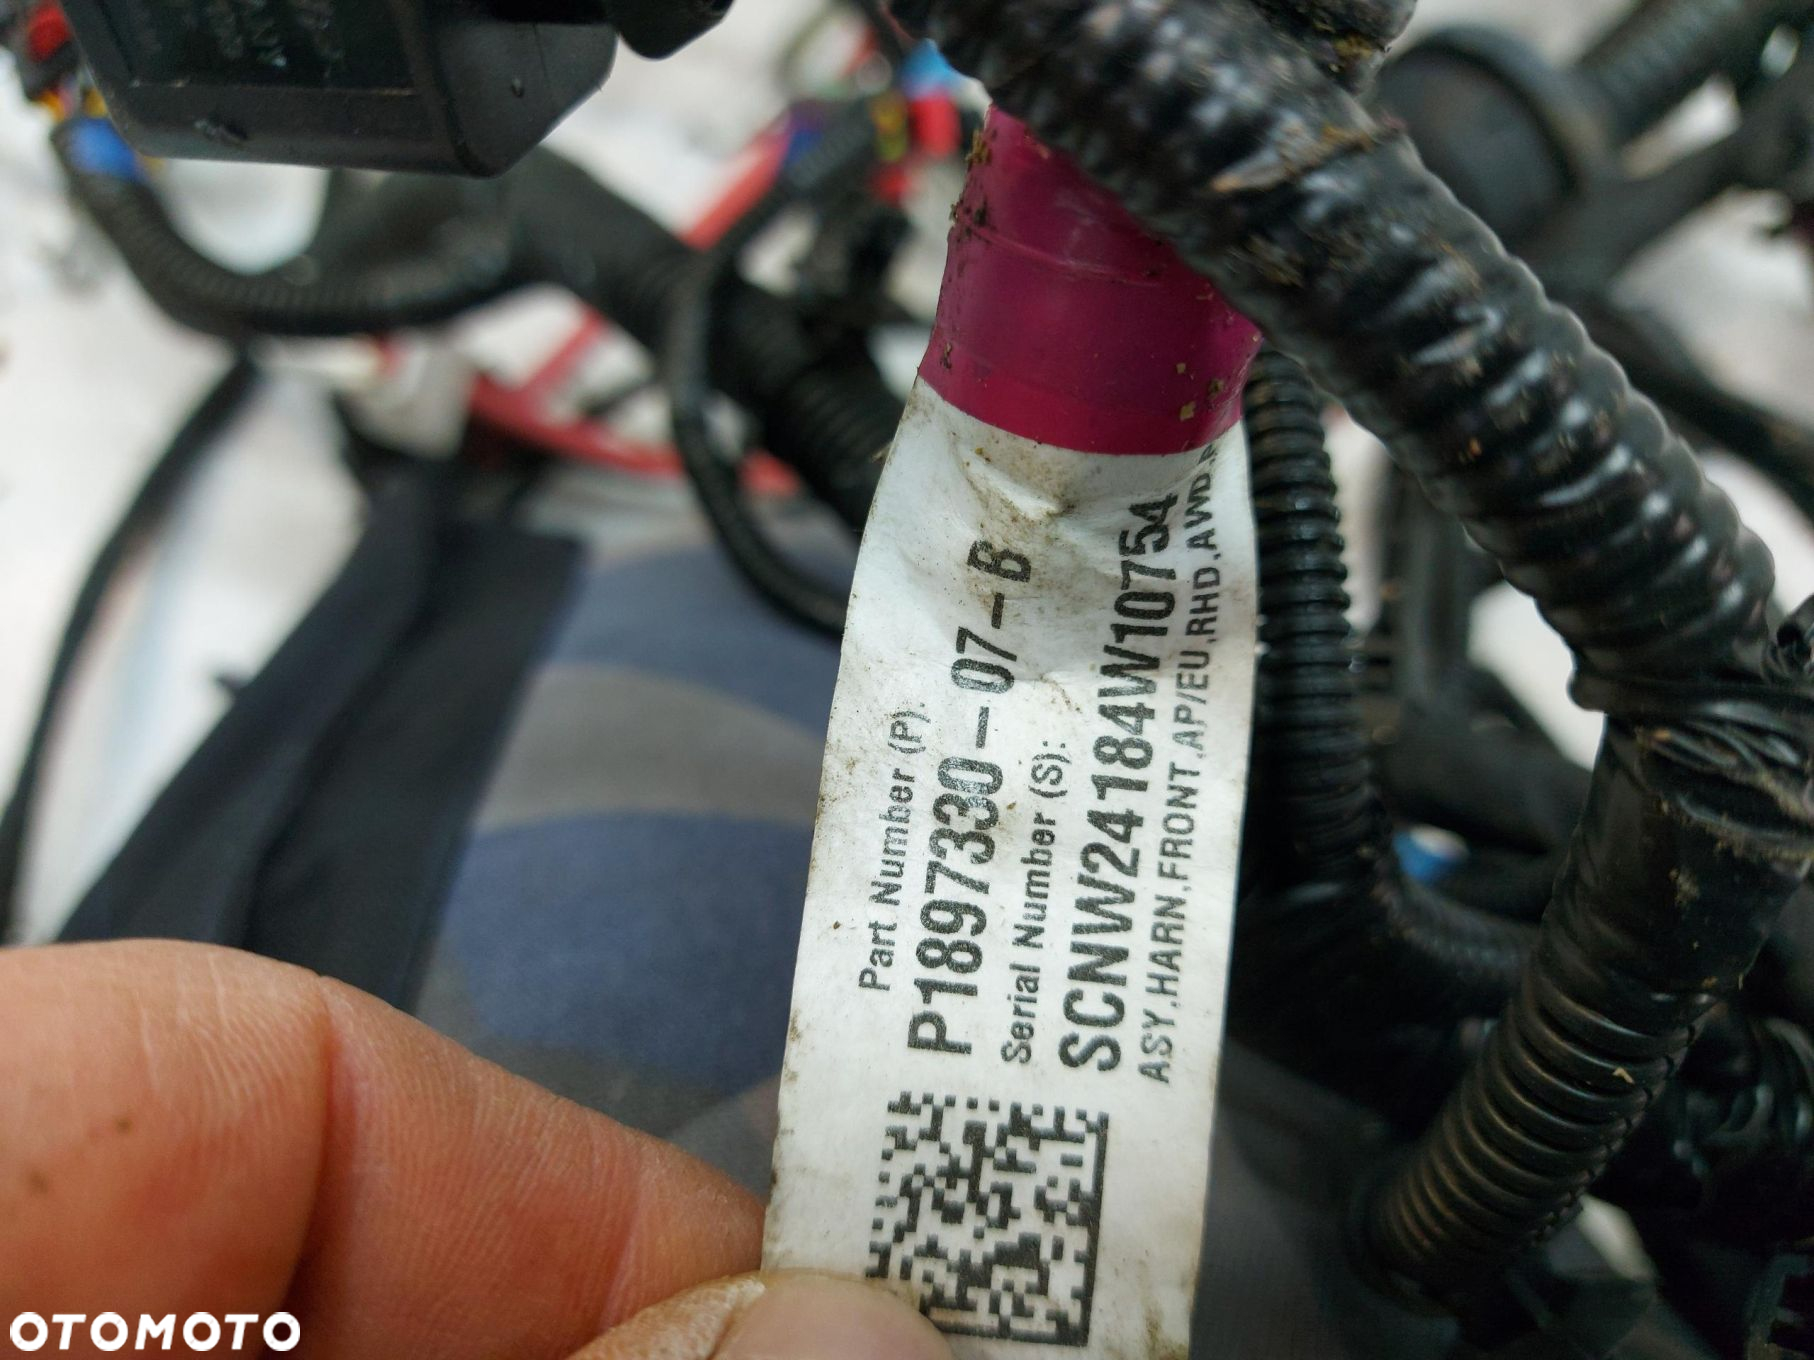 Part Number (P):
P1897330-07-B
Serial Number (S):
SCNW24184W10754
ASY,HARN,FRONT,AP/EU,RHD,AWD,
OTOMOTO